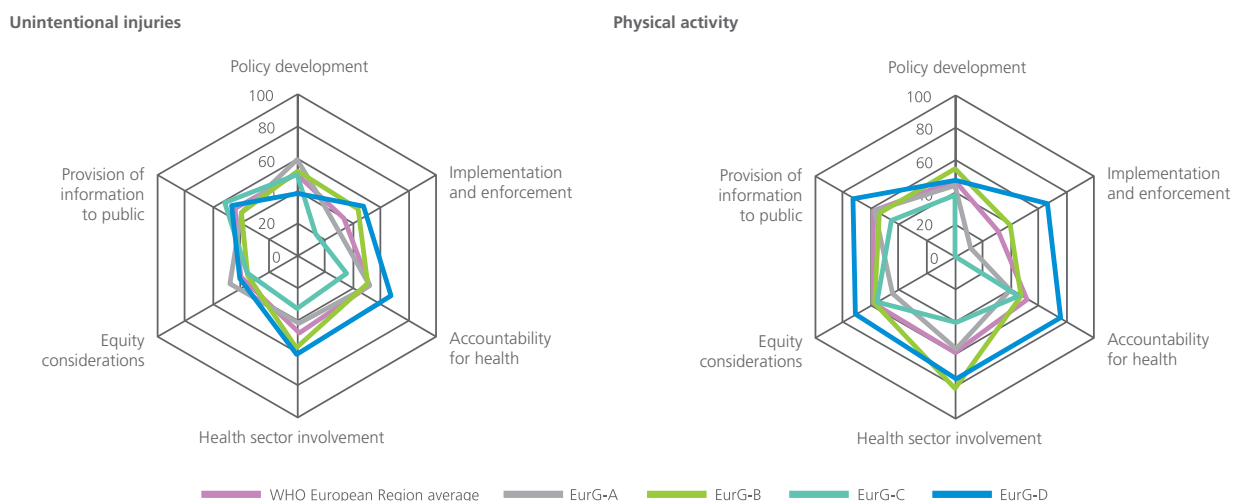 Unintentional injuries
Policy development
100
80
60
20
0
Provision of
information
to public
Implementation
and enforcement
Equity
considerations
Accountability
for health
Health sector involvement
Physical activity
Policy development
100
80
60
40
20
0
Provision of
information
to public
Implementation
and enforcement
Equity
considerations
Accountability
for health
Health sector involvement
WHO European Region average
EurG-A
EurG-B
EurG-C
EurG-D